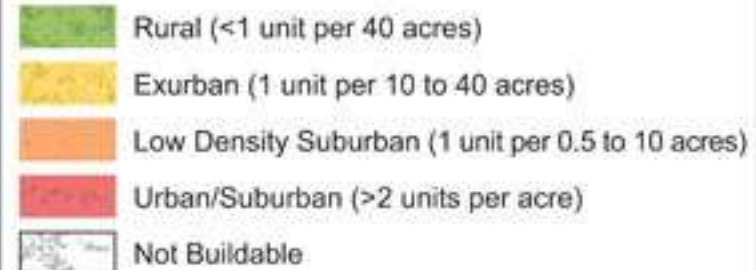 Rural (<1 unit per 40 acres)
Exurban (1 unit per 10 to 40 acres)
Low Density Suburban (1 unit per 0.5 to 10 acres)
Urban/Suburban (>2 units per acre)
Not Buildable